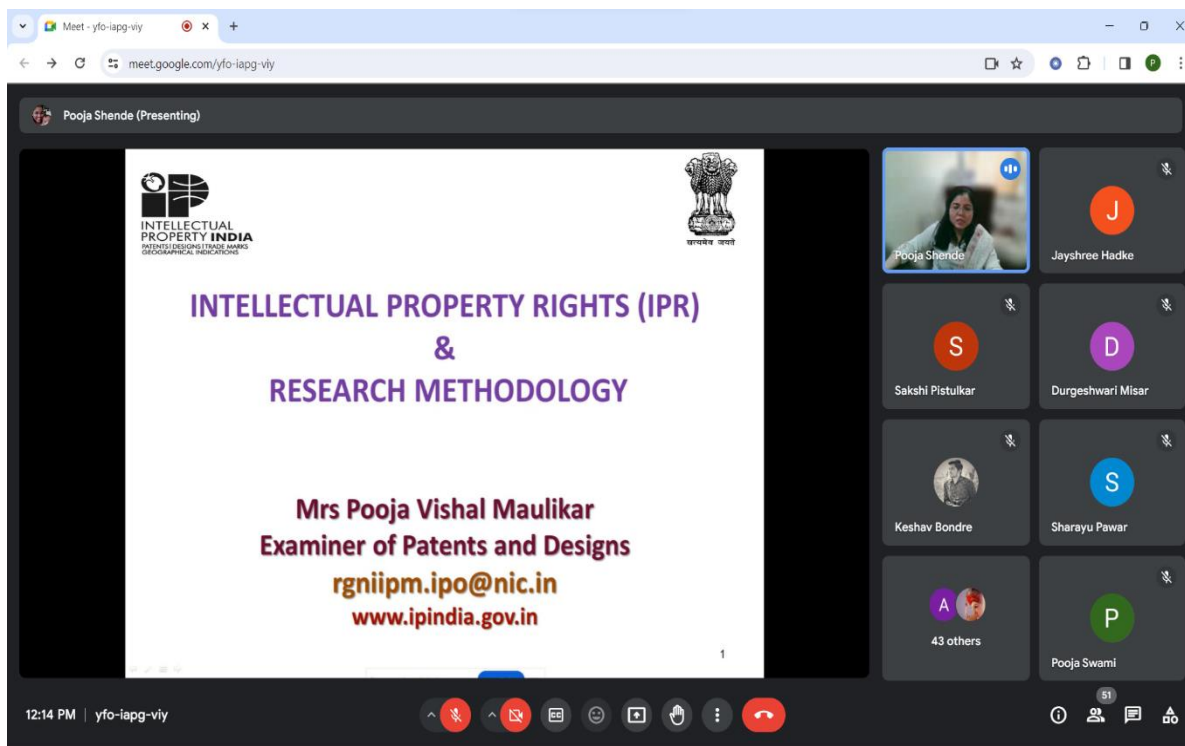 Meet - yfo-iapg-viy
meet.google.com/yfo-iapg-viy
P
Pooja Shende (Presenting)
INTELLECTUAL
PROPERTY INDIA
PATENTS | DESIGNS | TRADE MARKS
GEOGRAPHICAL INDICATIONS
सत्यमेव जयते
INTELLECTUAL PROPERTY RIGHTS (IPR)
&
RESEARCH METHODOLOGY
Mrs Pooja Vishal Maulikar
Examiner of Patents and Designs
rgniipm.ipo@nic.in
www.ipindia.gov.in
1
Pooja Shende
J
Jayshree Hadke
S
Sakshi Pistulkar
D
Durgeshwari Misar
Keshav Bondre
S
Sharayu Pawar
A
43 others
P
Pooja Swami
12:14 PM | yfo-iapg-viy
CC
51